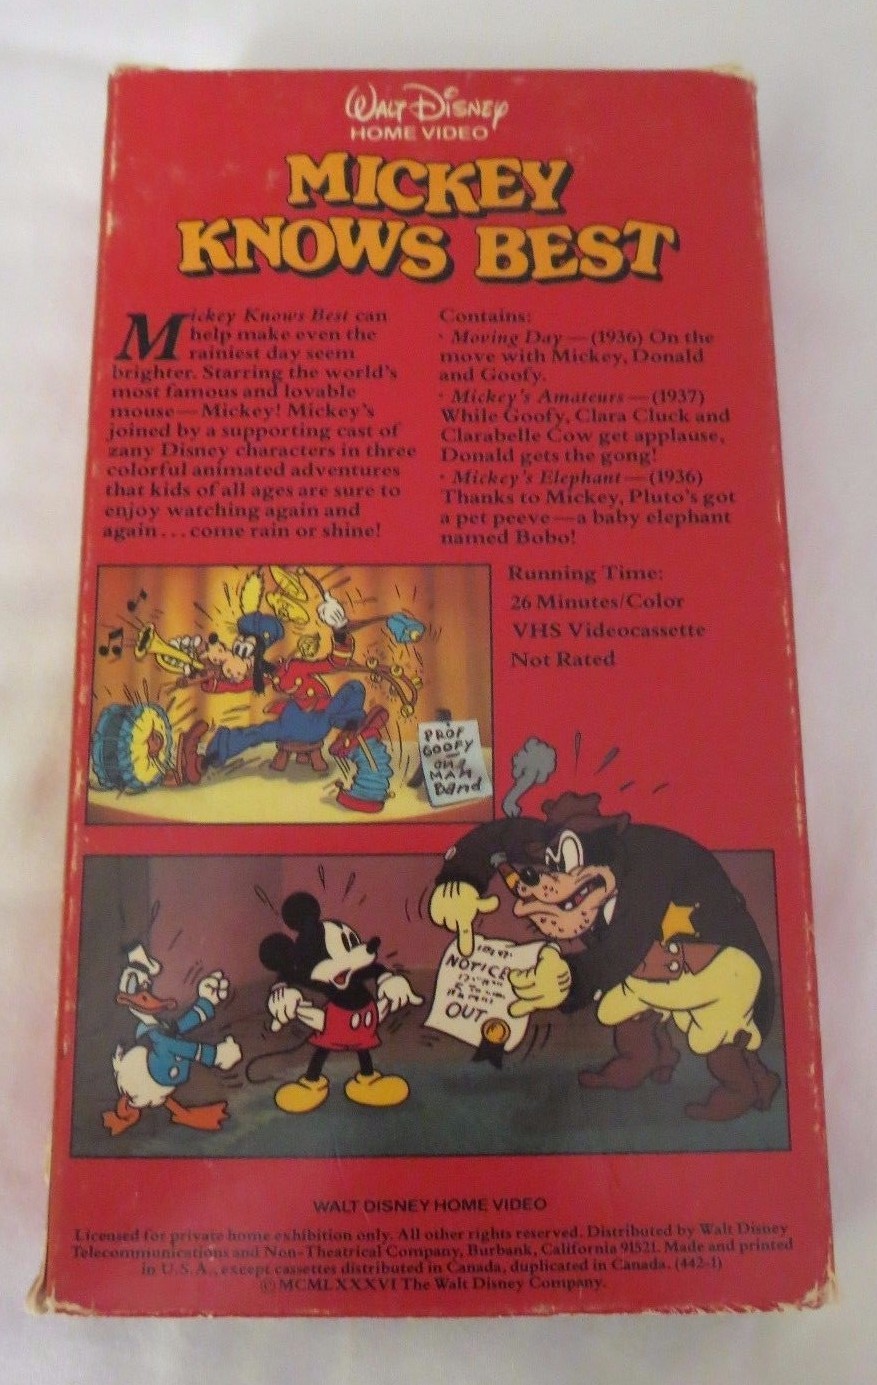 Walt Disney
HOME VIDEO
MICKEY
KNOWS BEST
Mickey Knows Best can
help make even the
rainiest day seem
brighter. Starring the world's
most famous and lovable
mouse—Mickey! Mickey's
joined by a supporting cast of
zany Disney characters in three
colorful animated adventures
that kids of all ages are sure to
enjoy watching again and
again...come rain or shine!
Contains:
· Moving Day—(1936) On the
move with Mickey, Donald
and Goofy.
· Mickey's Amateurs—(1937)
While Goofy, Clara Cluck and
Clarabelle Cow get applause,
Donald gets the gong!
· Mickey's Elephant—(1936)
Thanks to Mickey, Pluto's got
a pet peeve—a baby elephant
named Bobo!
Running Time:
26 Minutes/Color
VHS Videocassette
Not Rated
PROF
GOOFY
MAN
Band
NOTICE
OUT
WALT DISNEY HOME VIDEO
Licensed for private home exhibition only. All other rights reserved. Distributed by Walt Disney
Telecommunications and Non-Theatrical Company, Burbank, California 91521. Made and printed
in U.S.A., except cassettes distributed in Canada, duplicated in Canada. (442-1)
© MCMLXXXVI The Walt Disney Company.